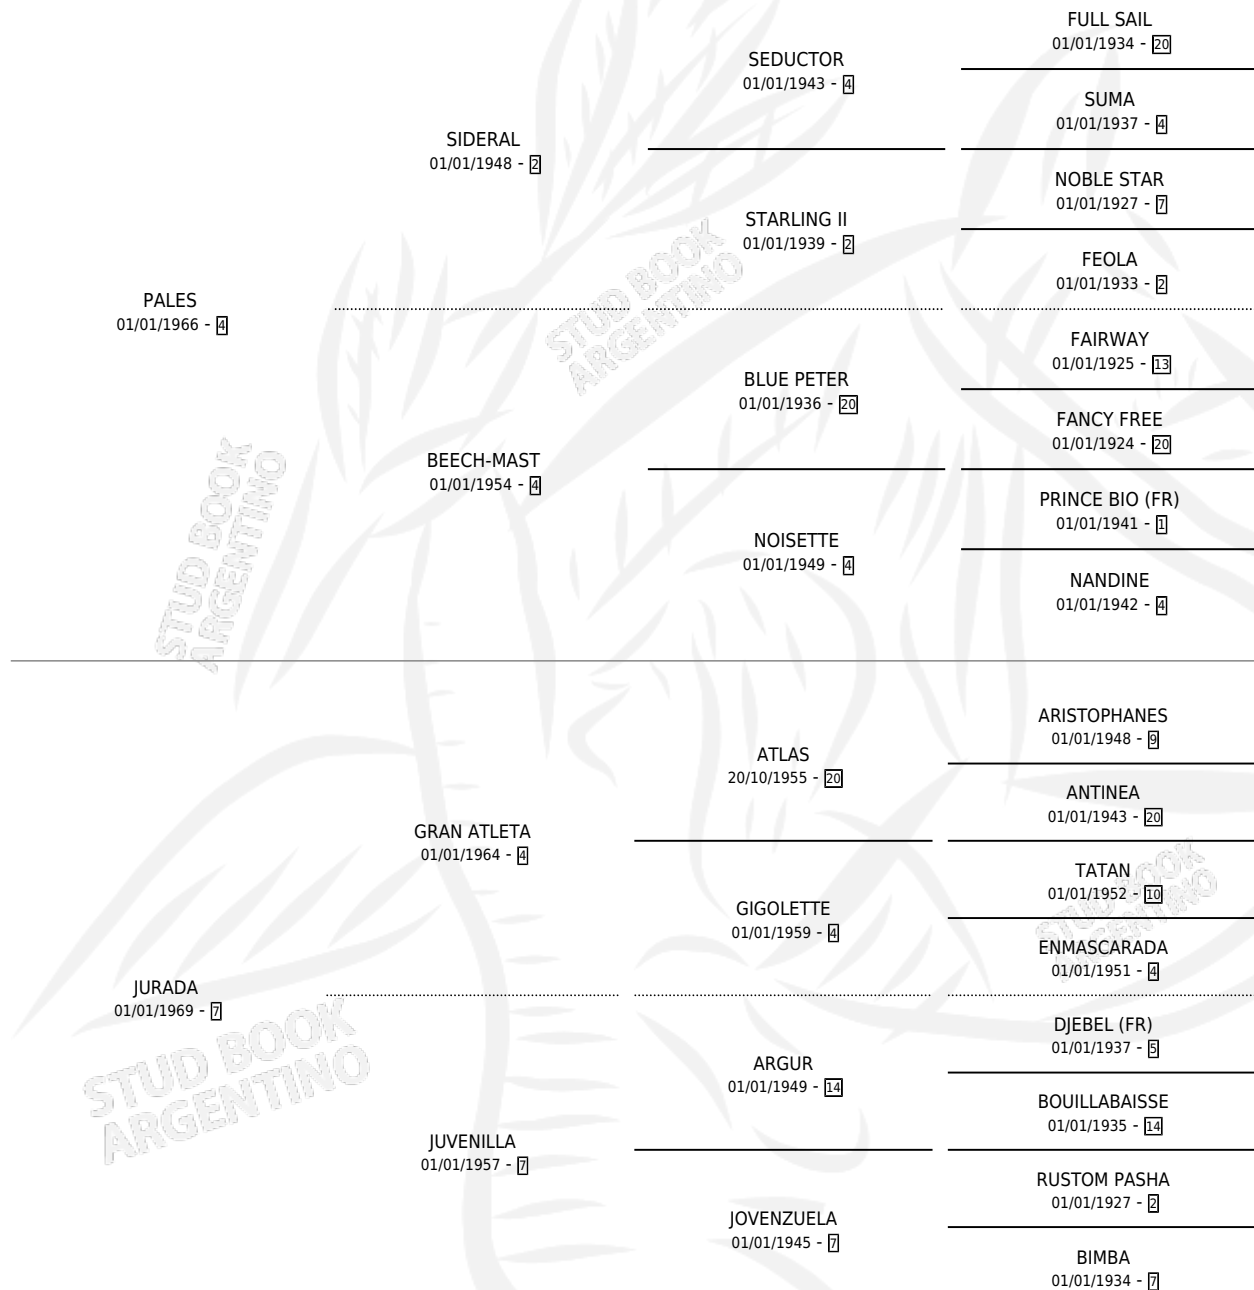 FULL SAIL
01/01/1934 - 20
SEDUCTOR
01/01/1943 - 4
SUMA
01/01/1937 - 4
SIDERAL
01/01/1948 - 2
NOBLE STAR
01/01/1927 - 7
STARLING II
01/01/1939 - 2
FEOLA
01/01/1933 - 2
PALES
01/01/1966 - 4
FAIRWAY
01/01/1925 - 13
BLUE PETER
01/01/1936 - 20
FANCY FREE
01/01/1924 - 20
BEECH-MAST
01/01/1954 - 4
PRINCE BIO (FR)
01/01/1941 - 1
NOISETTE
01/01/1949 - 4
NANDINE
01/01/1942 - 4
ARISTOPHANES
01/01/1948 - 9
ATLAS
20/10/1955 - 20
ANTINEA
01/01/1943 - 20
GRAN ATLETA
01/01/1964 - 4
TATAN
01/01/1952 - 10
GIGOLETTE
01/01/1959 - 4
ENMASCARADA
01/01/1951 - 4
JURADA
01/01/1969 - 7
DJEBEL (FR)
01/01/1937 - 5
ARGUR
01/01/1949 - 14
BOUILLABAISSE
01/01/1935 - 14
JUVENILLA
01/01/1957 - 7
RUSTOM PASHA
01/01/1927 - 2
JOVENZUELA
01/01/1945 - 7
BIMBA
01/01/1934 - 7
STUD BOOK
ARGENTINO
STUD BOOK
ARGENTINO
STUD BOOK
ARGENTINO
STUD BOOK
ARGENTINO